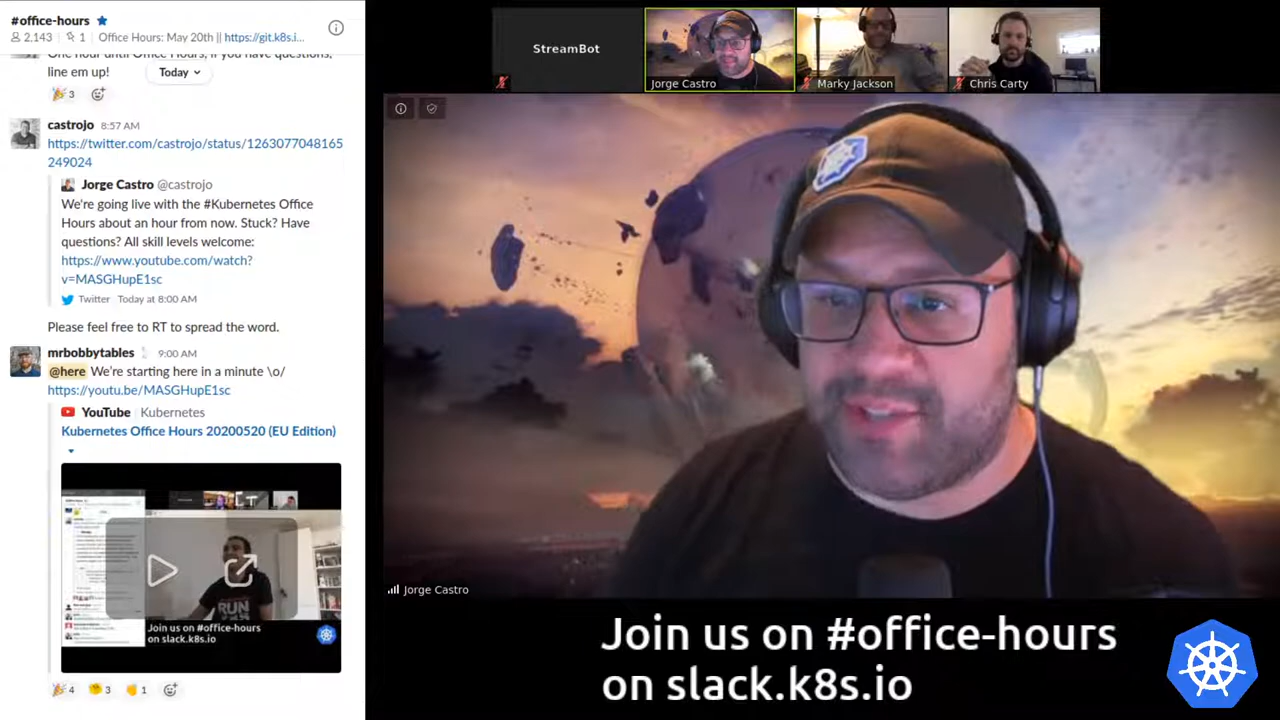 #office-hours
2,143 1 Office Hours: May 20th || https://git.k8s.i...
One hour until Office Hours, if you have questions,
line em up!
Today
3
castrojo 8:57 AM
https://twitter.com/castrojo/status/1263077048165
249024
Jorge Castro @castrojo
We're going live with the #Kubernetes Office
Hours about an hour from now. Stuck? Have
questions? All skill levels welcome:
https://www.youtube.com/watch?
v=MASGHupE1sc
Twitter Today at 8:00 AM
Please feel free to RT to spread the word.
mrbobbytables 9:00 AM
@here We're starting here in a minute \o/
https://youtu.be/MASGHupE1sc
YouTube Kubernetes
Kubernetes Office Hours 20200520 (EU Edition)
RUN
Join us on #office-hours
on slack.k8s.io
4 3 1
StreamBot
Jorge Castro
Marky Jackson
Chris Carty
Jorge Castro
Join us on #office-hours
on slack.k8s.io